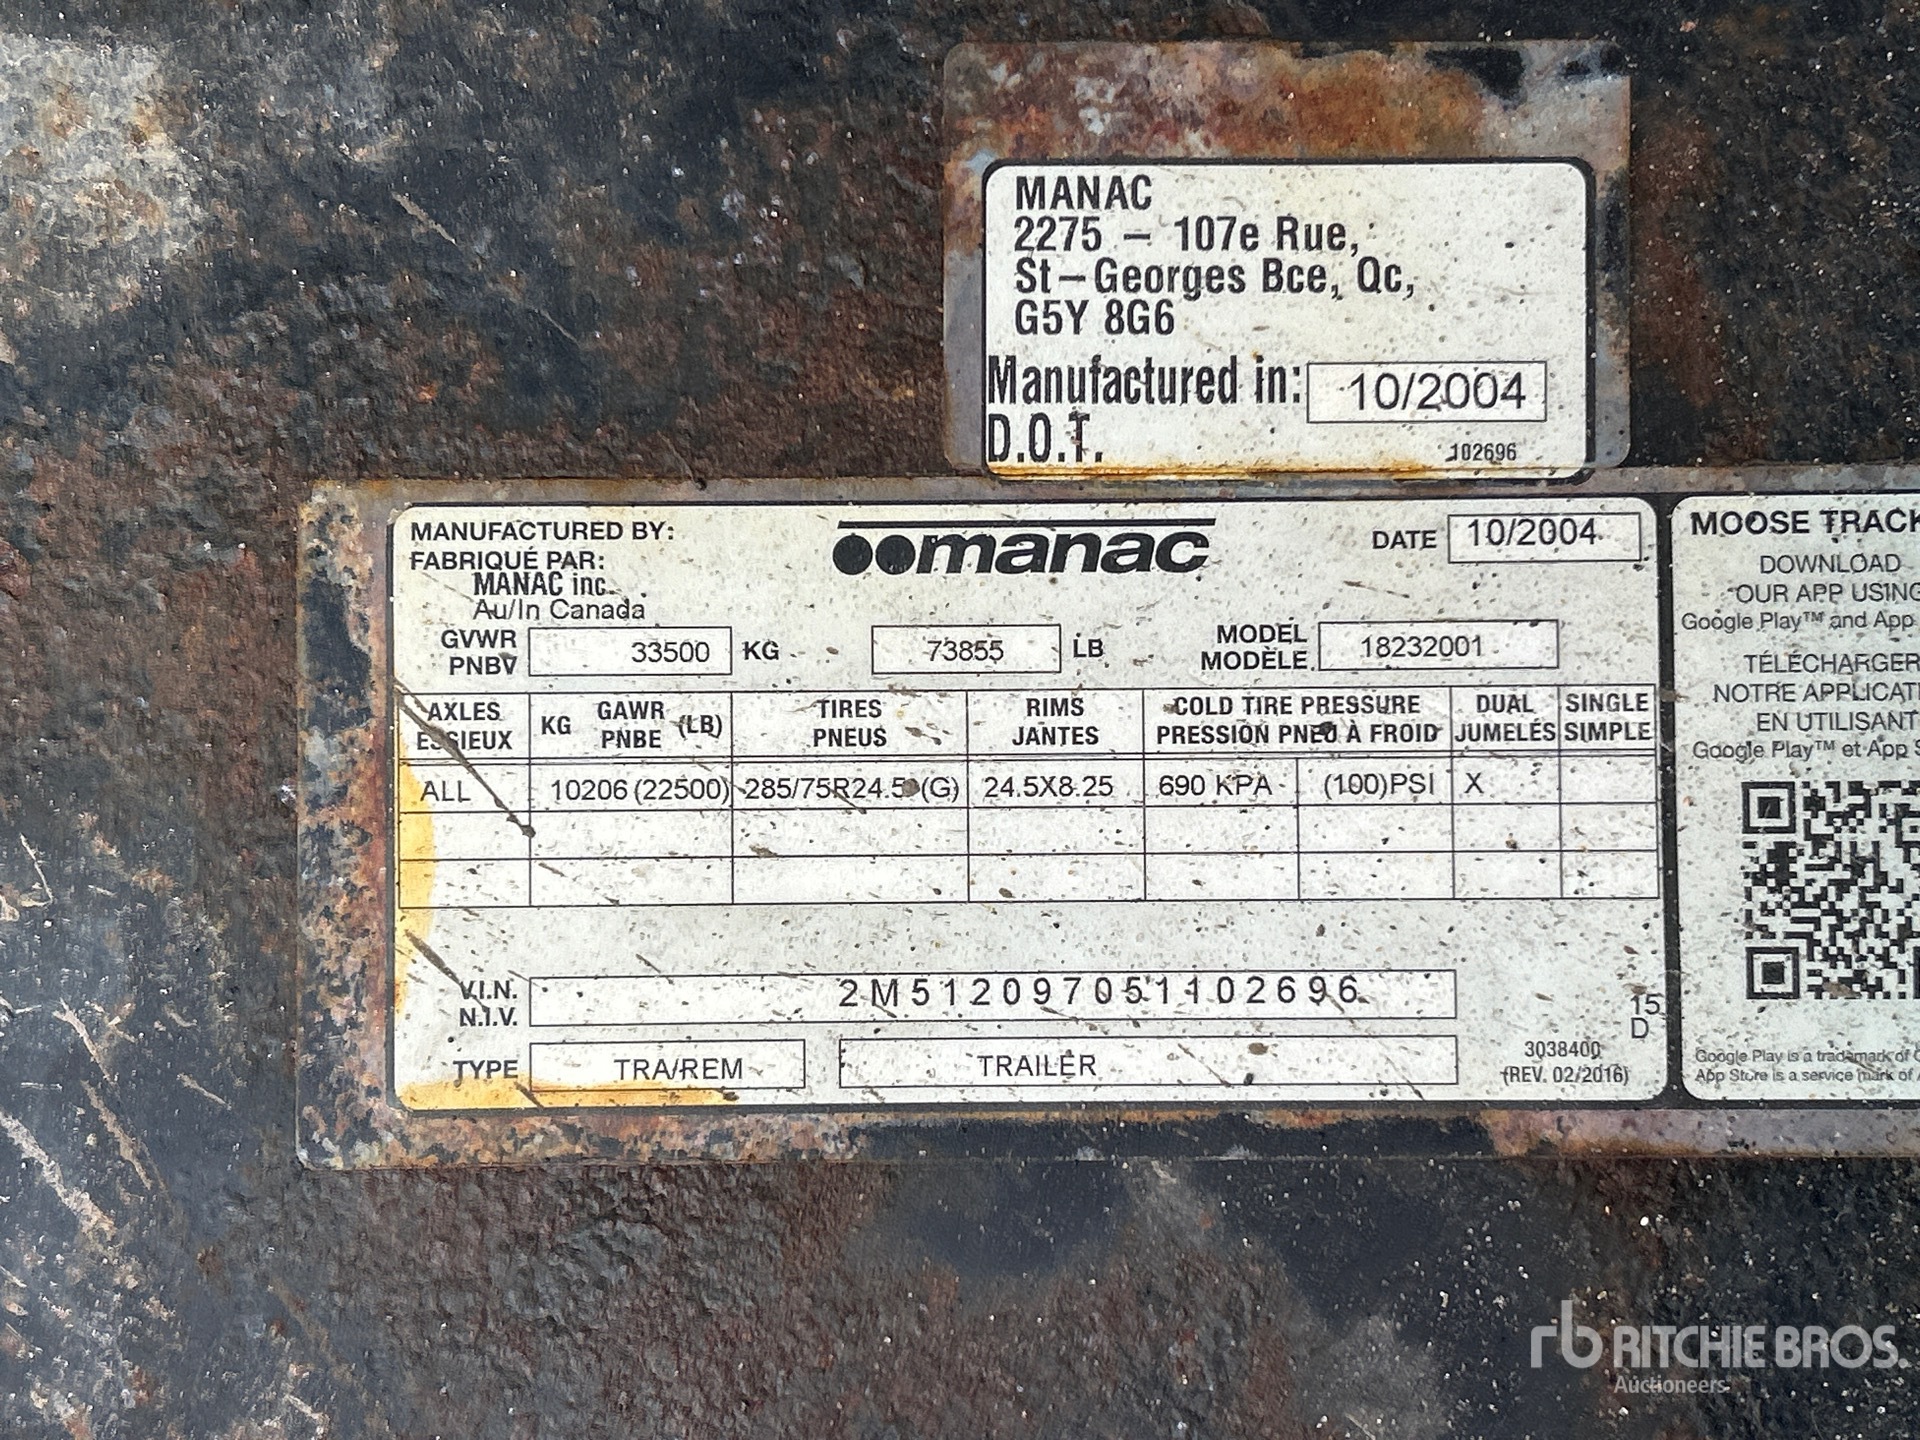 MANAC
2275 – 107e Rue,
St–Georges Bce, Qc,
G5Y 8G6
Manufactured in: 10/2004
D.O.T.
102696
MANUFACTURED BY:
FABRIQUÉ PAR:
MANAC inc.
Au/In Canada
manac
DATE 10/2004
GVWR
PNBV
33500 KG 73855 LB
MODEL
MODÈLE
18232001
AXLES
ESSIEUX
KG GAWR (LB)
PNBE
TIRES
PNEUS
RIMS
JANTES
COLD TIRE PRESSURE
PRESSION PNEU À FROID
DUAL
JUMELÉS
SINGLE
SIMPLE
ALL 10206 (22500) 285/75R24.5 (G) 24.5X8.25 690 KPA (100)PSI X
V.I.N.
N.I.V.
2M512097051102696
15
D
TYPE TRA/REM TRAILER
3038400
(REV. 02/2016)
MOOSE TRACK
DOWNLOAD
OUR APP USING
Google Play™ and App
TÉLÉCHARGER
NOTRE APPLICATI
EN UTILISANT
Google Play™ et App S
Google Play is a trademark of G
App Store is a service mark of A
rb RITCHIE BROS.
Auctioneers